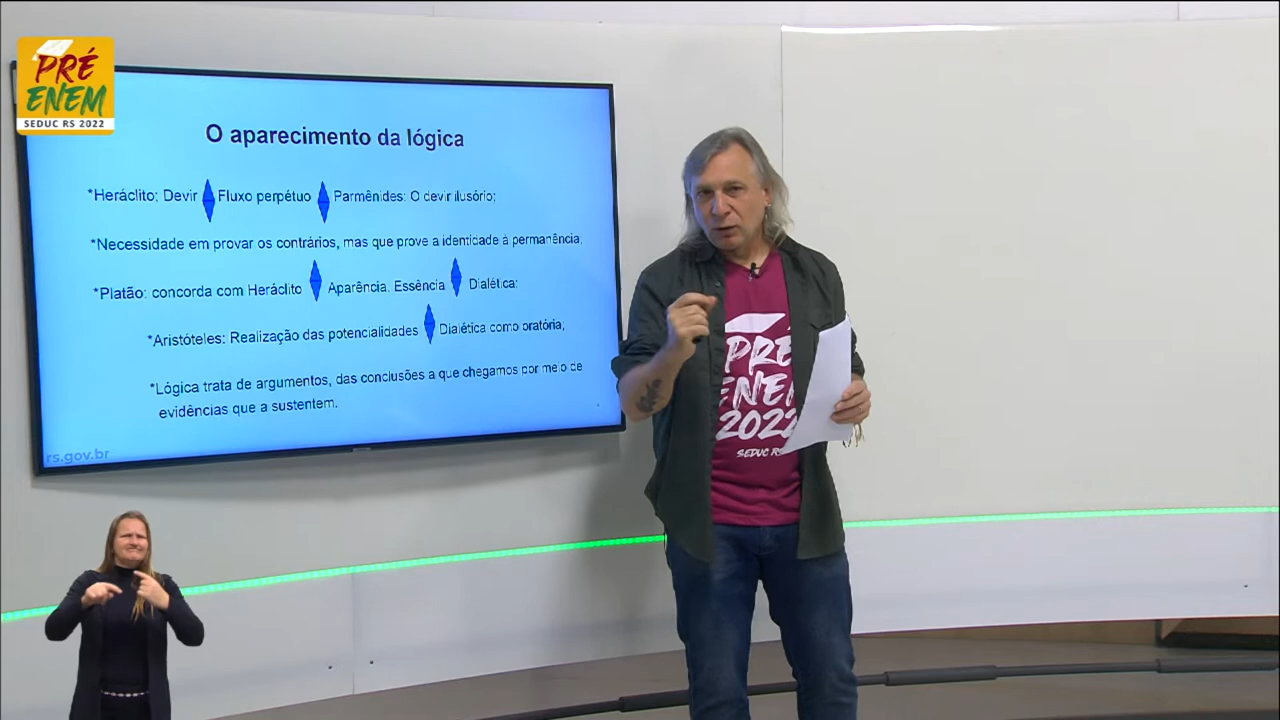 PRÉ
ENEM
SEDUC RS 2022
O aparecimento da lógica
*Heráclito: Devir Fluxo perpétuo Parmênides: O devir ilusório;
*Necessidade em provar os contrários, mas que prove a identidade à permanência;
*Platão: concorda com Heráclito Aparência, Essência Dialética;
*Aristóteles: Realização das potencialidades Dialética como oratória;
*Lógica trata de argumentos, das conclusões a que chegamos por meio de
evidências que a sustentem.
rs.gov.br
PRÉ
ENEM
2022
SEDUC RS